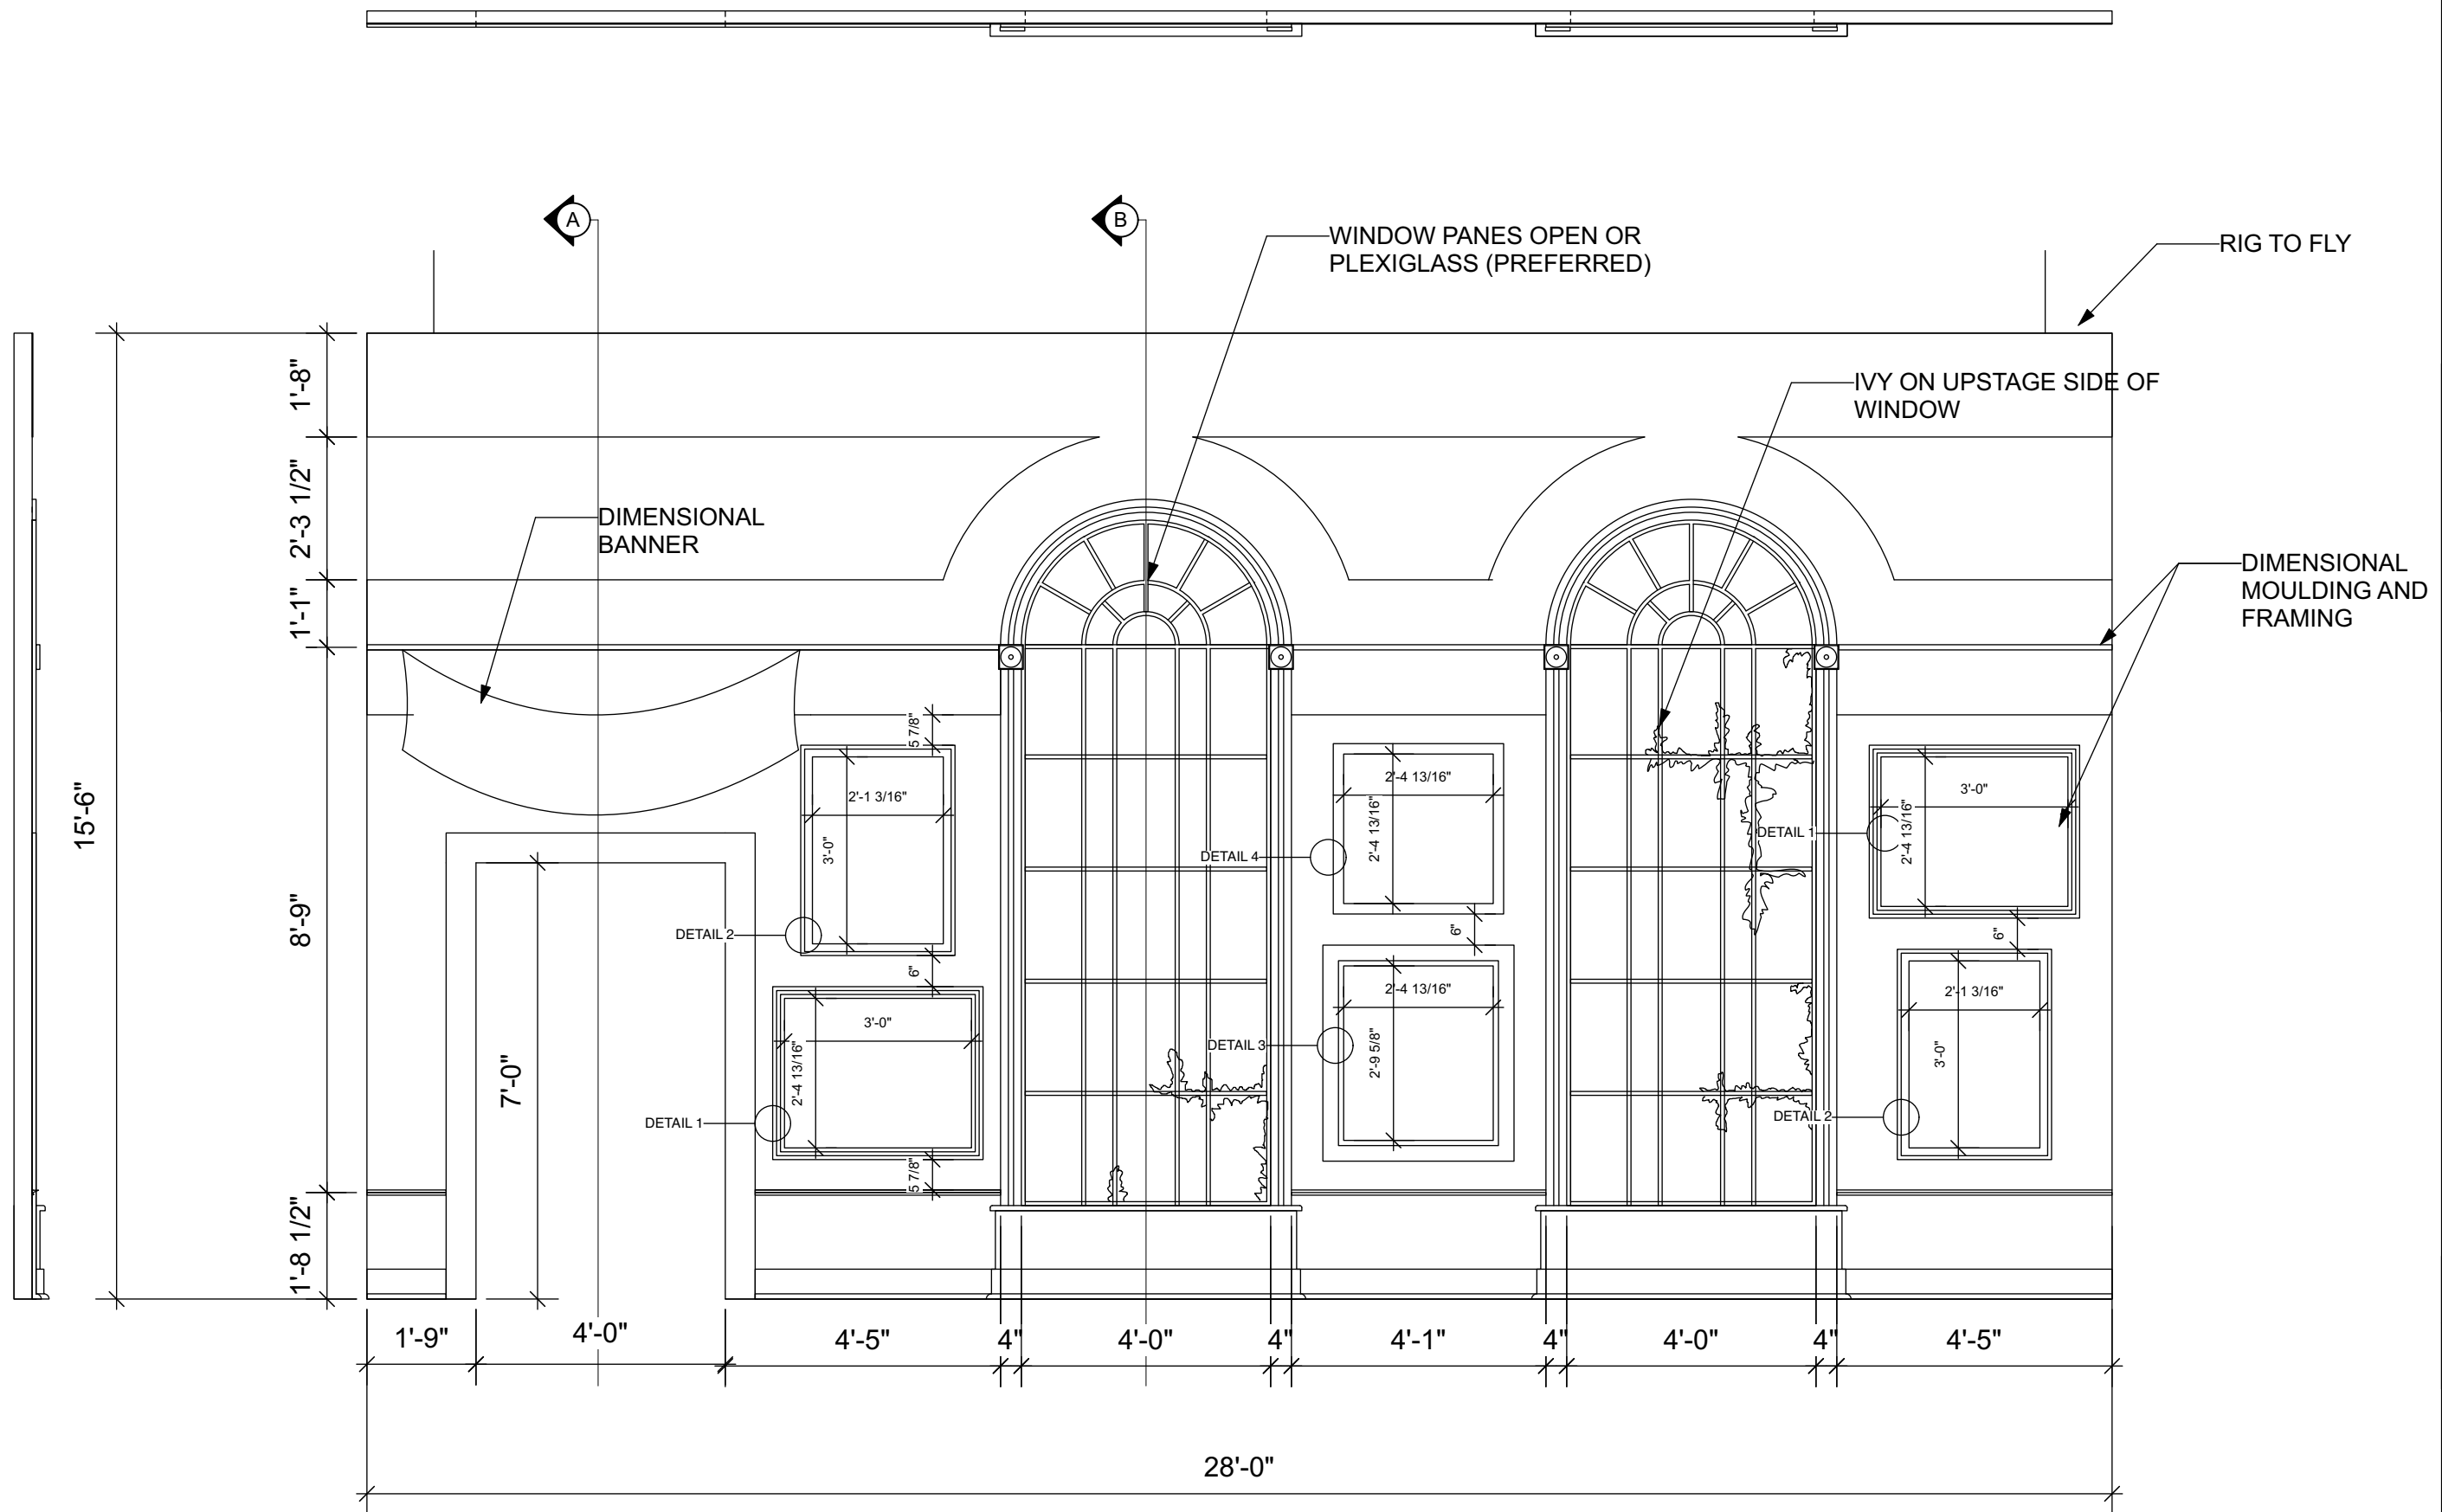 A
B
WINDOW PANES OPEN OR
PLEXIGLASS (PREFERRED)
RIG TO FLY
1'-8"
IVY ON UPSTAGE SIDE OF
WINDOW
2'-3 1/2"
DIMENSIONAL
BANNER
DIMENSIONAL
MOULDING AND
FRAMING
1'-1"
15'-6"
8'-9"
5 7/8"
2'-1 3/16"
3'-0"
DETAIL 2
6"
3'-0"
2'-4 13/16"
DETAIL 1
5 7/8"
7'-0"
2'-4 13/16"
2'-4 13/16"
DETAIL 4
6"
2'-4 13/16"
DETAIL 3
2'-9 5/8"
3'-0"
DETAIL 1
2'-4 13/16"
6"
2'-1 3/16"
3'-0"
DETAIL 2
1'-8 1/2"
1'-9"
4'-0"
4'-5"
4"
4'-0"
4"
4'-1"
4"
4'-0"
4"
4'-5"
28'-0"